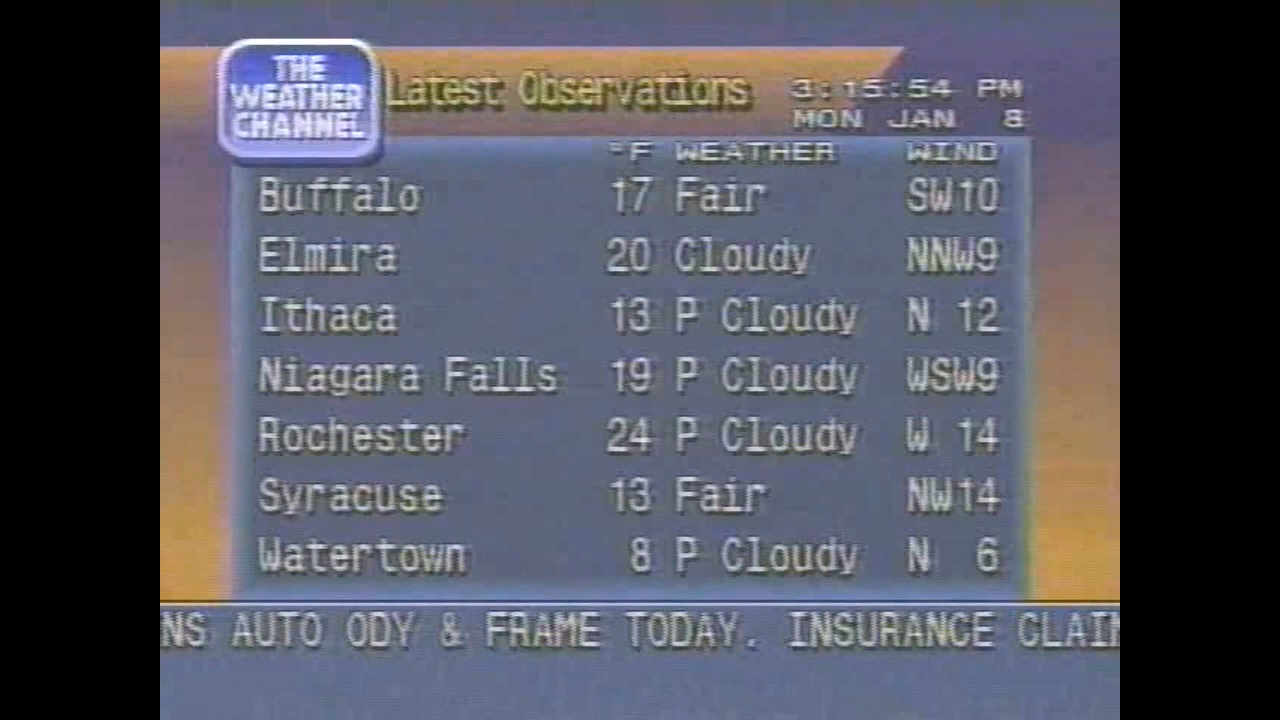 THE
WEATHER
CHANNEL
Latest Observations
3:15:54 PM
MON JAN 8
°F WEATHER WIND
Buffalo 17 Fair SW10
Elmira 20 Cloudy NNW9
Ithaca 13 P Cloudy N 12
Niagara Falls 19 P Cloudy WSW9
Rochester 24 P Cloudy W 14
Syracuse 13 Fair NW14
Watertown 8 P Cloudy N 6
NS AUTO ODY & FRAME TODAY. INSURANCE CLAIM